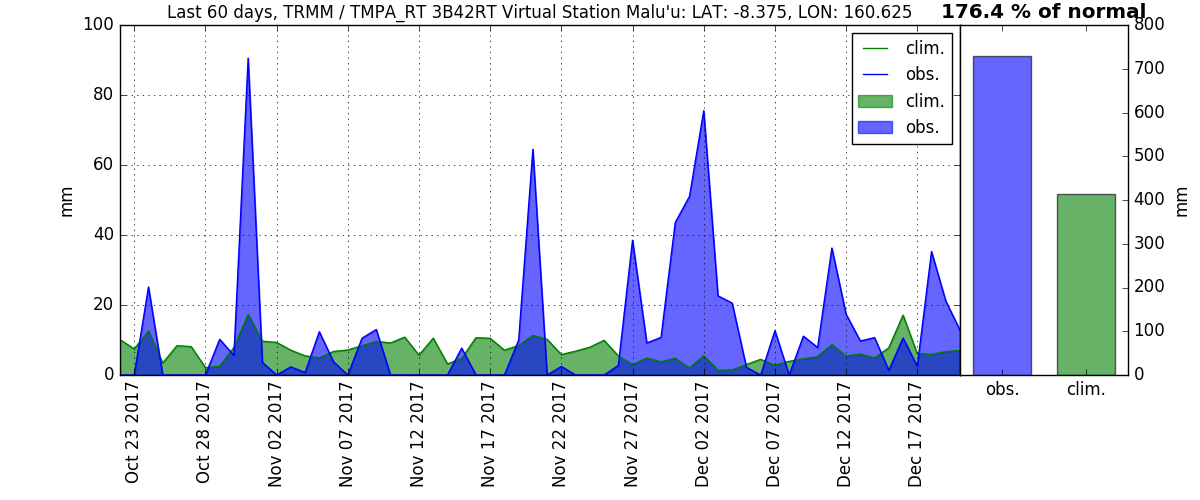 Last 60 days, TRMM / TMPA_RT 3B42RT Virtual Station Malu'u: LAT: -8.375, LON: 160.625
176.4 % of normal
mm
100
80
60
40
20
0
clim.
obs.
clim.
obs.
Oct 23 2017
Oct 28 2017
Nov 02 2017
Nov 07 2017
Nov 12 2017
Nov 17 2017
Nov 22 2017
Nov 27 2017
Dec 02 2017
Dec 07 2017
Dec 12 2017
Dec 17 2017
800
700
600
500
400
300
200
100
0
mm
obs.
clim.